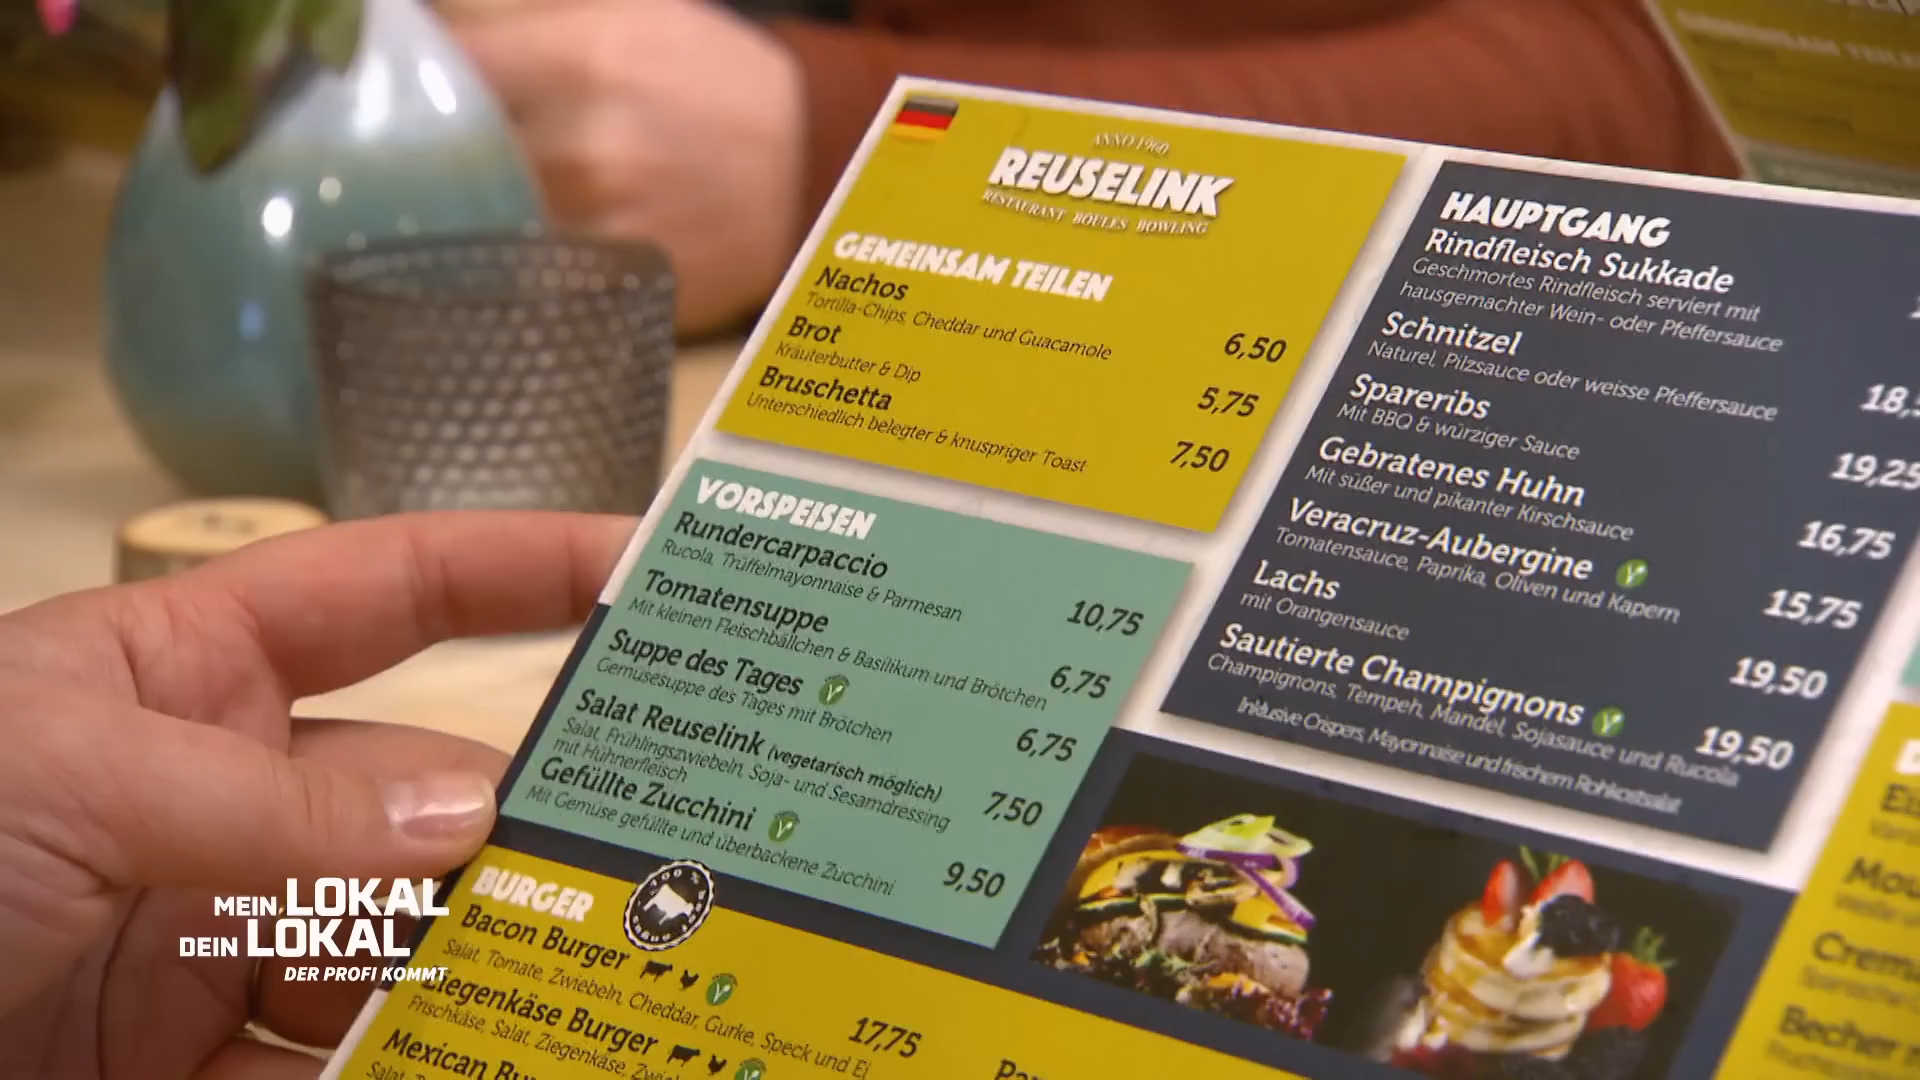 ANNO 1960
REUSELINK
RESTAURANT BOULES BOWLING
GEMEINSAM TEILEN
Nachos
Tortilla-Chips, Cheddar und Guacamole 6,50
Brot
Kräuterbutter & Dip 5,75
Bruschetta
Unterschiedlich belegter & knuspriger Toast 7,50
VORSPEISEN
Rundercarpaccio
Rucola, Trüffelmayonnaise & Parmesan 10,75
Tomatensuppe
Mit kleinen Fleischbällchen & Basilikum und Brötchen 6,75
Suppe des Tages
Gemüsesuppe des Tages mit Brötchen 6,75
Salat Reuselink (vegetarisch möglich)
Salat, Frühlingszwiebeln, Soja- und Sesamdressing
mit Hühnerfleisch 7,50
Gefüllte Zucchini
Mit Gemüse gefüllte und überbackene Zucchini 9,50
BURGER
100 %
Bacon Burger
Salat, Tomate, Zwiebeln, Cheddar, Gurke, Speck und Ei 17,75
Ziegenkäse Burger
Frischkäse, Salat, Ziegenkäse,
Mexican
HAUPTGANG
Rindfleisch Sukkade
Geschmortes Rindfleisch serviert mit
hausgemachter Wein- oder Pfeffersauce
Schnitzel
Naturel, Pilzsauce oder weisse Pfeffersauce 18,
Spareribs
Mit BBQ & würziger Sauce 19,25
Gebratenes Huhn
Mit süßer und pikanter Kirschsauce 16,75
Veracruz-Aubergine
Tomatensauce, Paprika, Oliven und Kapern 15,75
Lachs
mit Orangensauce 19,50
Sautierte Champignons
Champignons, Tempeh, Mandel, Sojasauce und Rucola 19,50
Inklusive Crispers, Mayonnaise und frischem Rohkostsalat
MEIN LOKAL
DEIN LOKAL
DER PROFI KOMMT